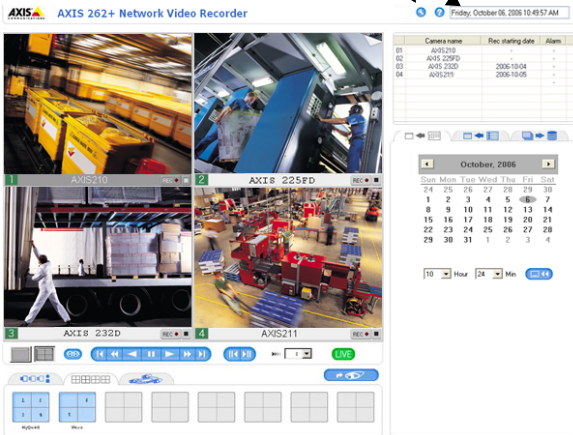 AXIS
COMMUNICATIONS
AXIS 262+ Network Video Recorder
Friday, October 06, 2006 10:49:57 AM
Camera name Rec starting date Alarm
01 AXIS210 - -
02 AXIS 225FD - -
03 AXIS 232D 2006-10-04 -
04 AXIS211 2006-10-05 -
1 AXIS210 REC
2 AXIS 225FD REC
3 AXIS 232D REC
4 AXIS211 REC
October, 2006
Sun Mon Tue Wed Thu Fri Sat
24 25 26 27 28 29 30
1 2 3 4 5 6 7
8 9 10 11 12 13 14
15 16 17 18 19 20 21
22 23 24 25 26 27 28
29 30 31 1 2 3 4
10 Hour 24 Min
1
LIVE
MyQuad